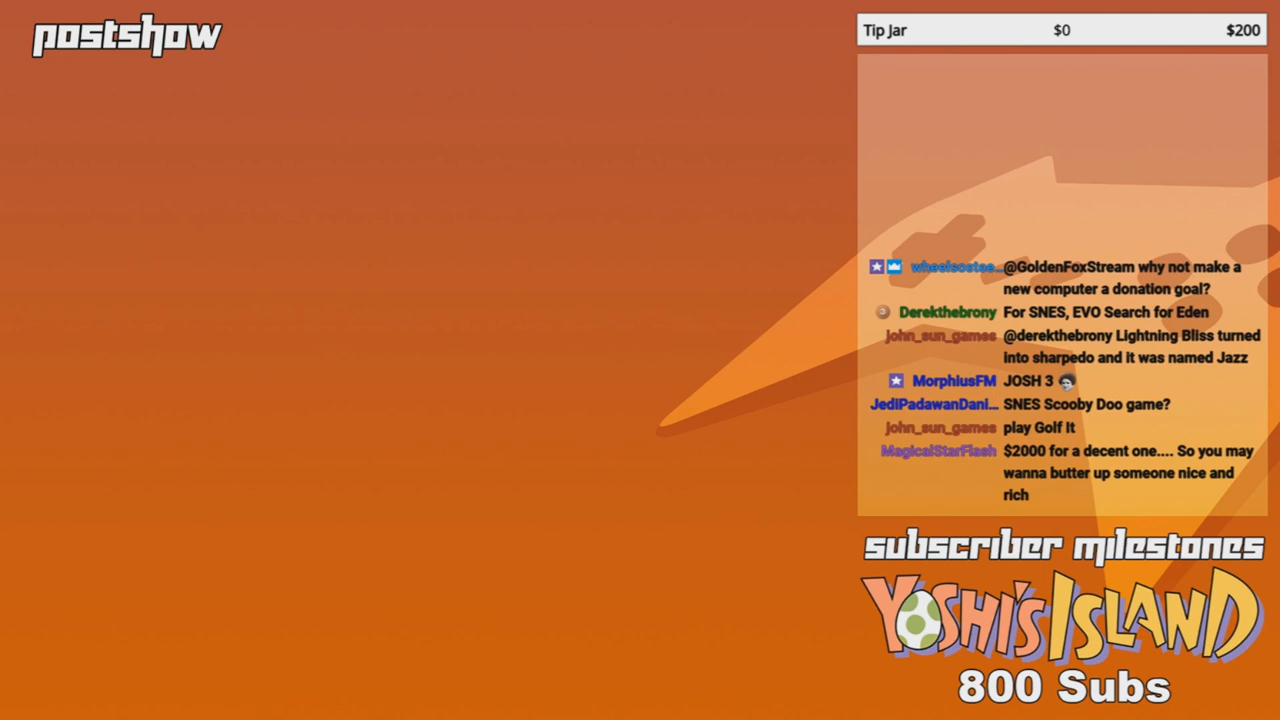 postshow
Tip Jar $0 $200
wheelsostee... @GoldenFoxStream why not make a
new computer a donation goal?
Derekthebrony For SNES, EVO Search for Eden
john_sun_games @derekthebrony Lightning Bliss turned
into sharpedo and it was named Jazz
MorphiusFM JOSH 3
JediPadawanDani... SNES Scooby Doo game?
john_sun_games play Golf It
MagicalStarFlash $2000 for a decent one.... So you may
wanna butter up someone nice and
rich
subscriber milestones
YOSHI'S ISLAND
800 Subs